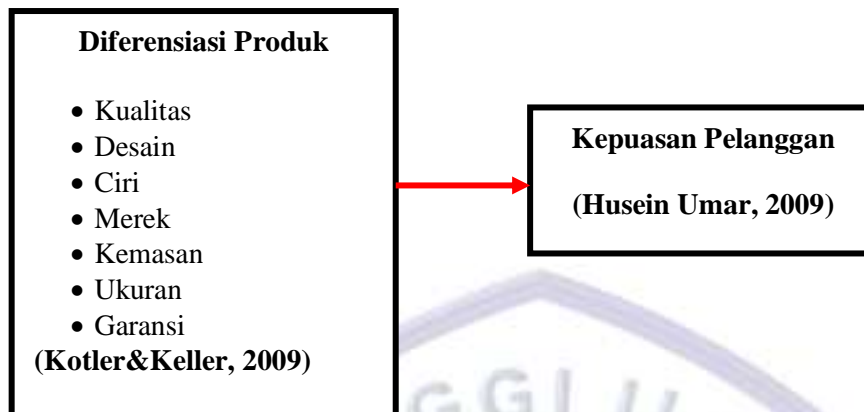 Diferensiasi Produk
• Kualitas
• Desain
• Ciri
• Merek
• Kemasan
• Ukuran
• Garansi
(Kotler&Keller, 2009)
Kepuasan Pelanggan
(Husein Umar, 2009)